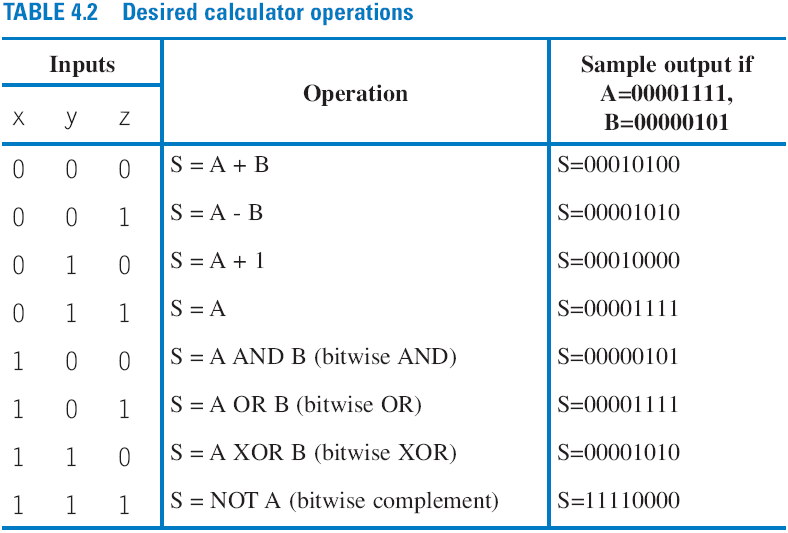 TABLE 4.2 Desired calculator operations
Inputs
x y z
Operation
Sample output if
A=00001111,
B=00000101
0 0 0 S = A + B S=00010100
0 0 1 S = A - B S=00001010
0 1 0 S = A + 1 S=00010000
0 1 1 S = A S=00001111
1 0 0 S = A AND B (bitwise AND) S=00000101
1 0 1 S = A OR B (bitwise OR) S=00001111
1 1 0 S = A XOR B (bitwise XOR) S=00001010
1 1 1 S = NOT A (bitwise complement) S=11110000